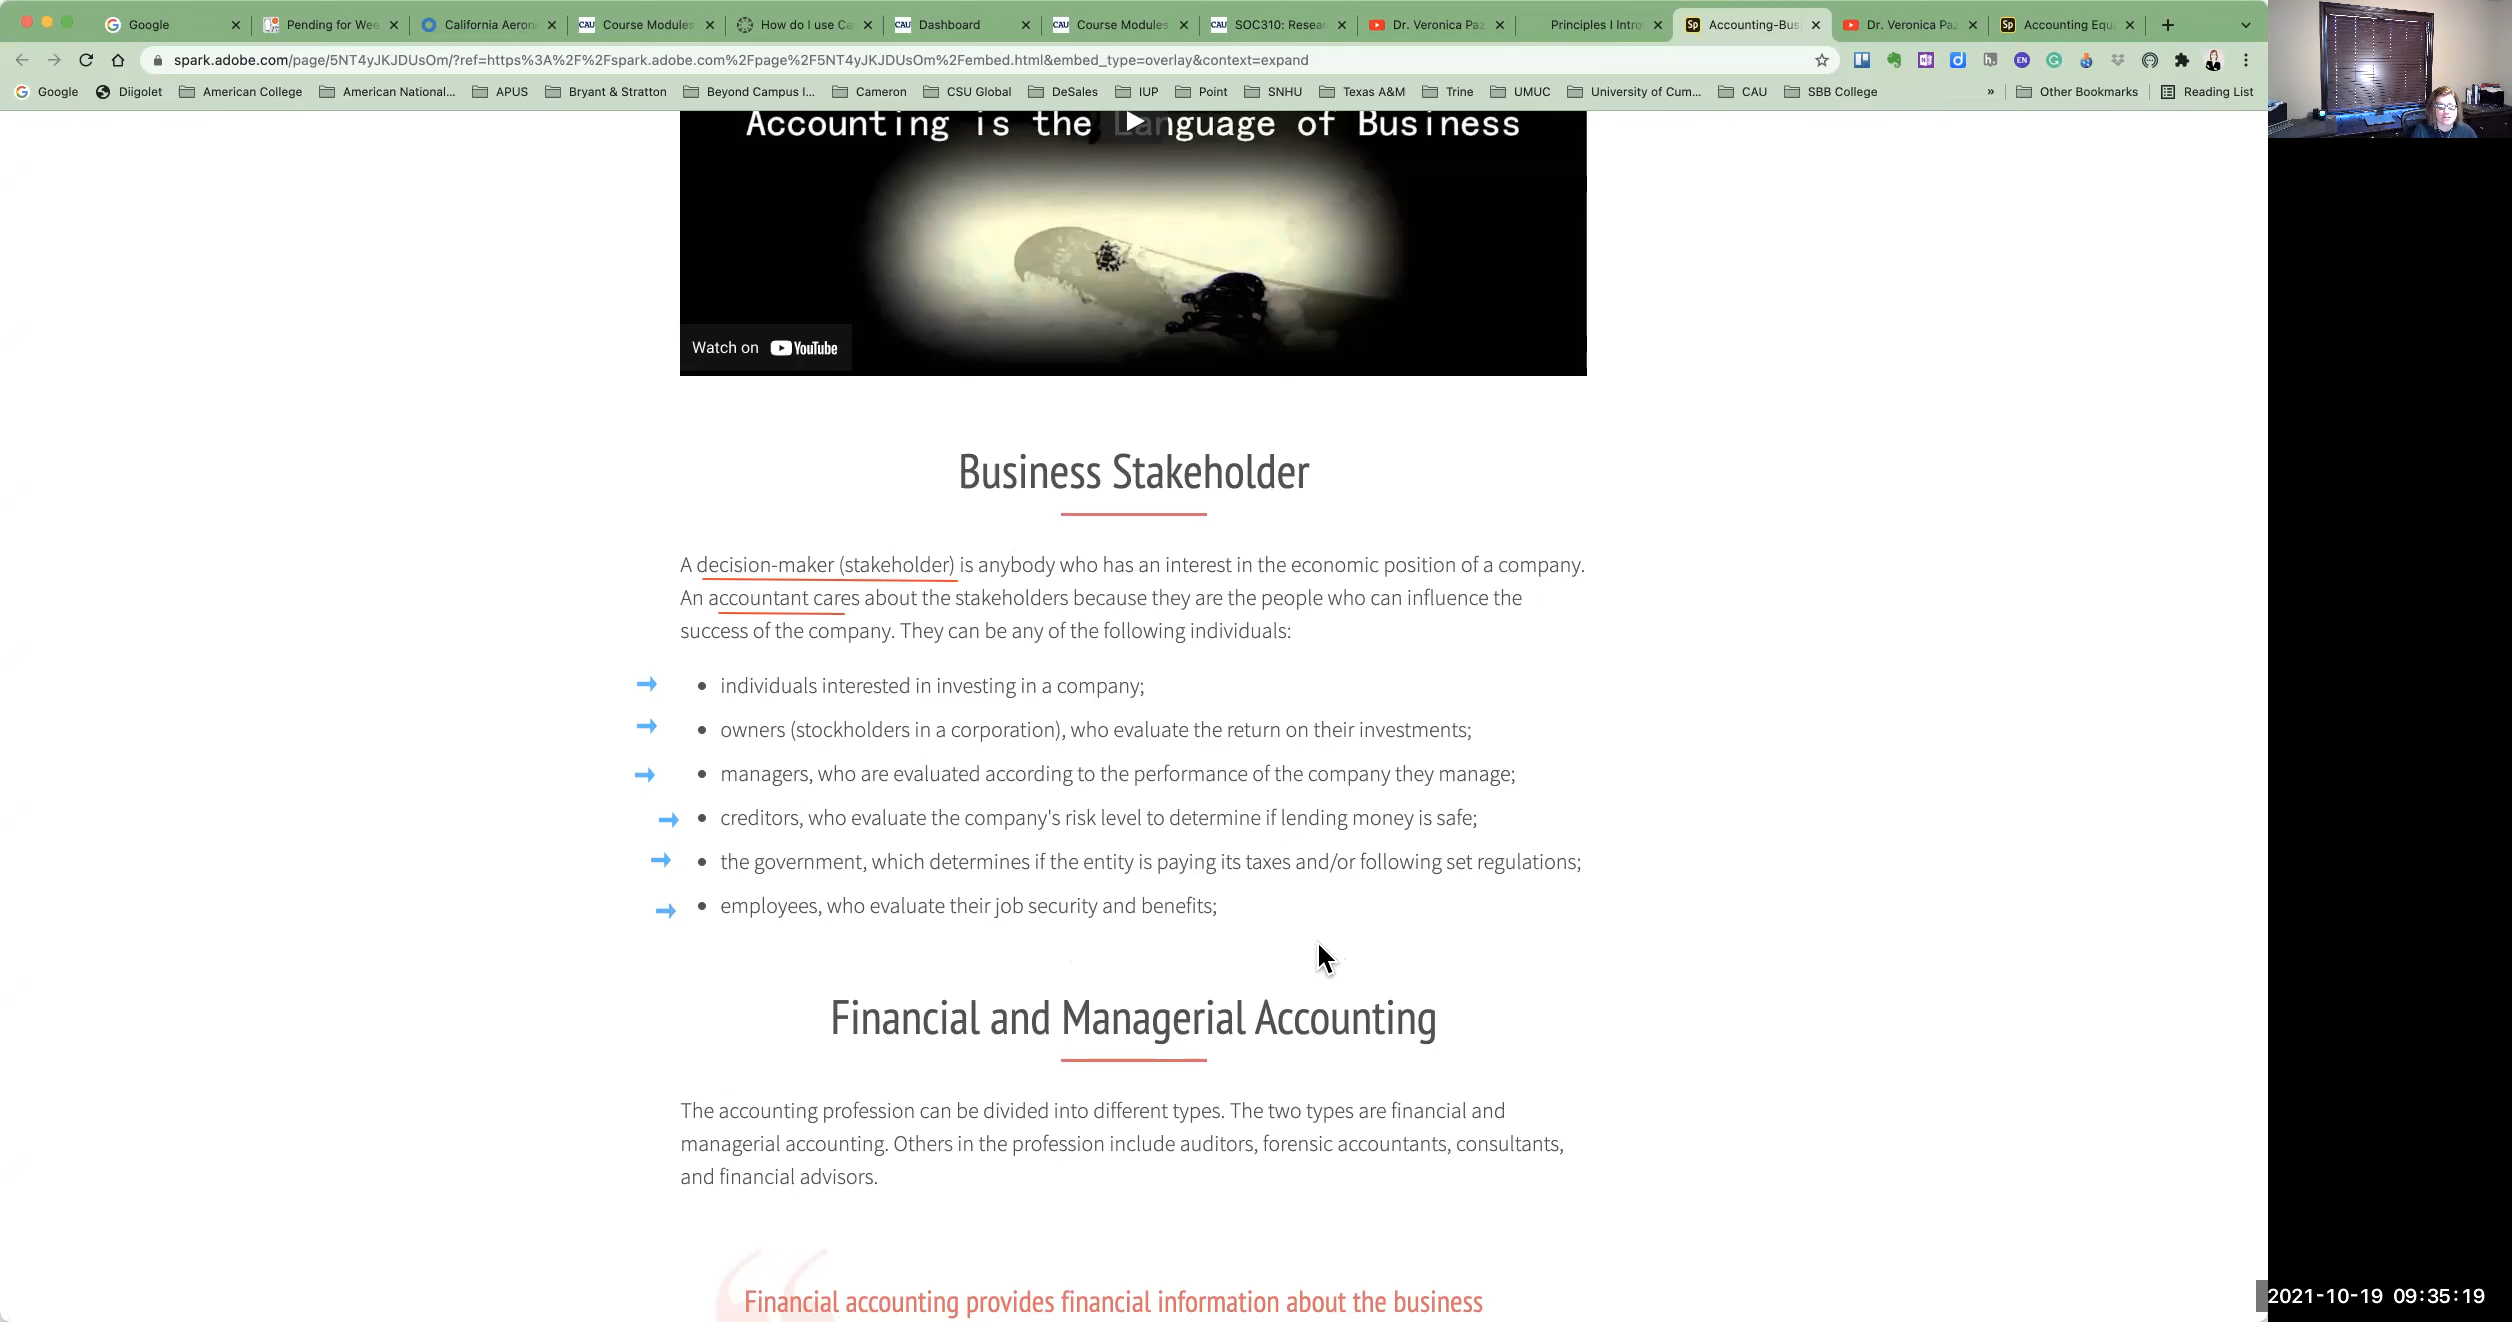 Google
Pending for Wee
California Aeron
Course Modules
How do I use Ca
Dashboard
Course Modules
SOC310: Resear
Dr. Veronica Paz
Principles I Intro
Accounting-Bus
Dr. Veronica Paz
Accounting Equ
spark.adobe.com/page/5NT4yJKJDUsOm/?ref=https%3A%2F%2Fspark.adobe.com%2Fpage%2F5NT4yJKJDUsOm%2Fembed.html&embed_type=overlay&context=expand
Google Diigolet American College American National... APUS Bryant & Stratton Beyond Campus I... Cameron CSU Global DeSales IUP Point SNHU Texas A&M Trine UMUC University of Cum... CAU SBB College » Other Bookmarks Reading List
Accounting is the Language of Business
Watch on YouTube
Business Stakeholder
A decision-maker (stakeholder) is anybody who has an interest in the economic position of a company.
An accountant cares about the stakeholders because they are the people who can influence the
success of the company. They can be any of the following individuals:
• individuals interested in investing in a company;
• owners (stockholders in a corporation), who evaluate the return on their investments;
• managers, who are evaluated according to the performance of the company they manage;
• creditors, who evaluate the company's risk level to determine if lending money is safe;
• the government, which determines if the entity is paying its taxes and/or following set regulations;
• employees, who evaluate their job security and benefits;
Financial and Managerial Accounting
The accounting profession can be divided into different types. The two types are financial and
managerial accounting. Others in the profession include auditors, forensic accountants, consultants,
and financial advisors.
Financial accounting provides financial information about the business
2021-10-19 09:35:19